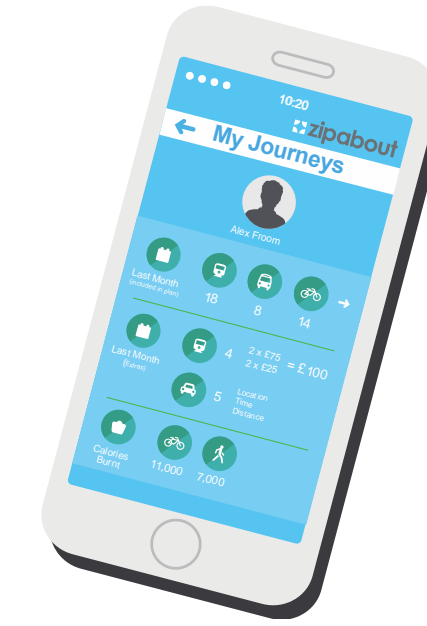 10:20
zipabout
My Journeys
Alex Froom
Last Month
(included in plan)
18
8
14
Last Month
(Extras)
4
2 x £75
2 x £25
= £100
5
Location
Time
Distance
Calories
Burnt
11,000
7,000